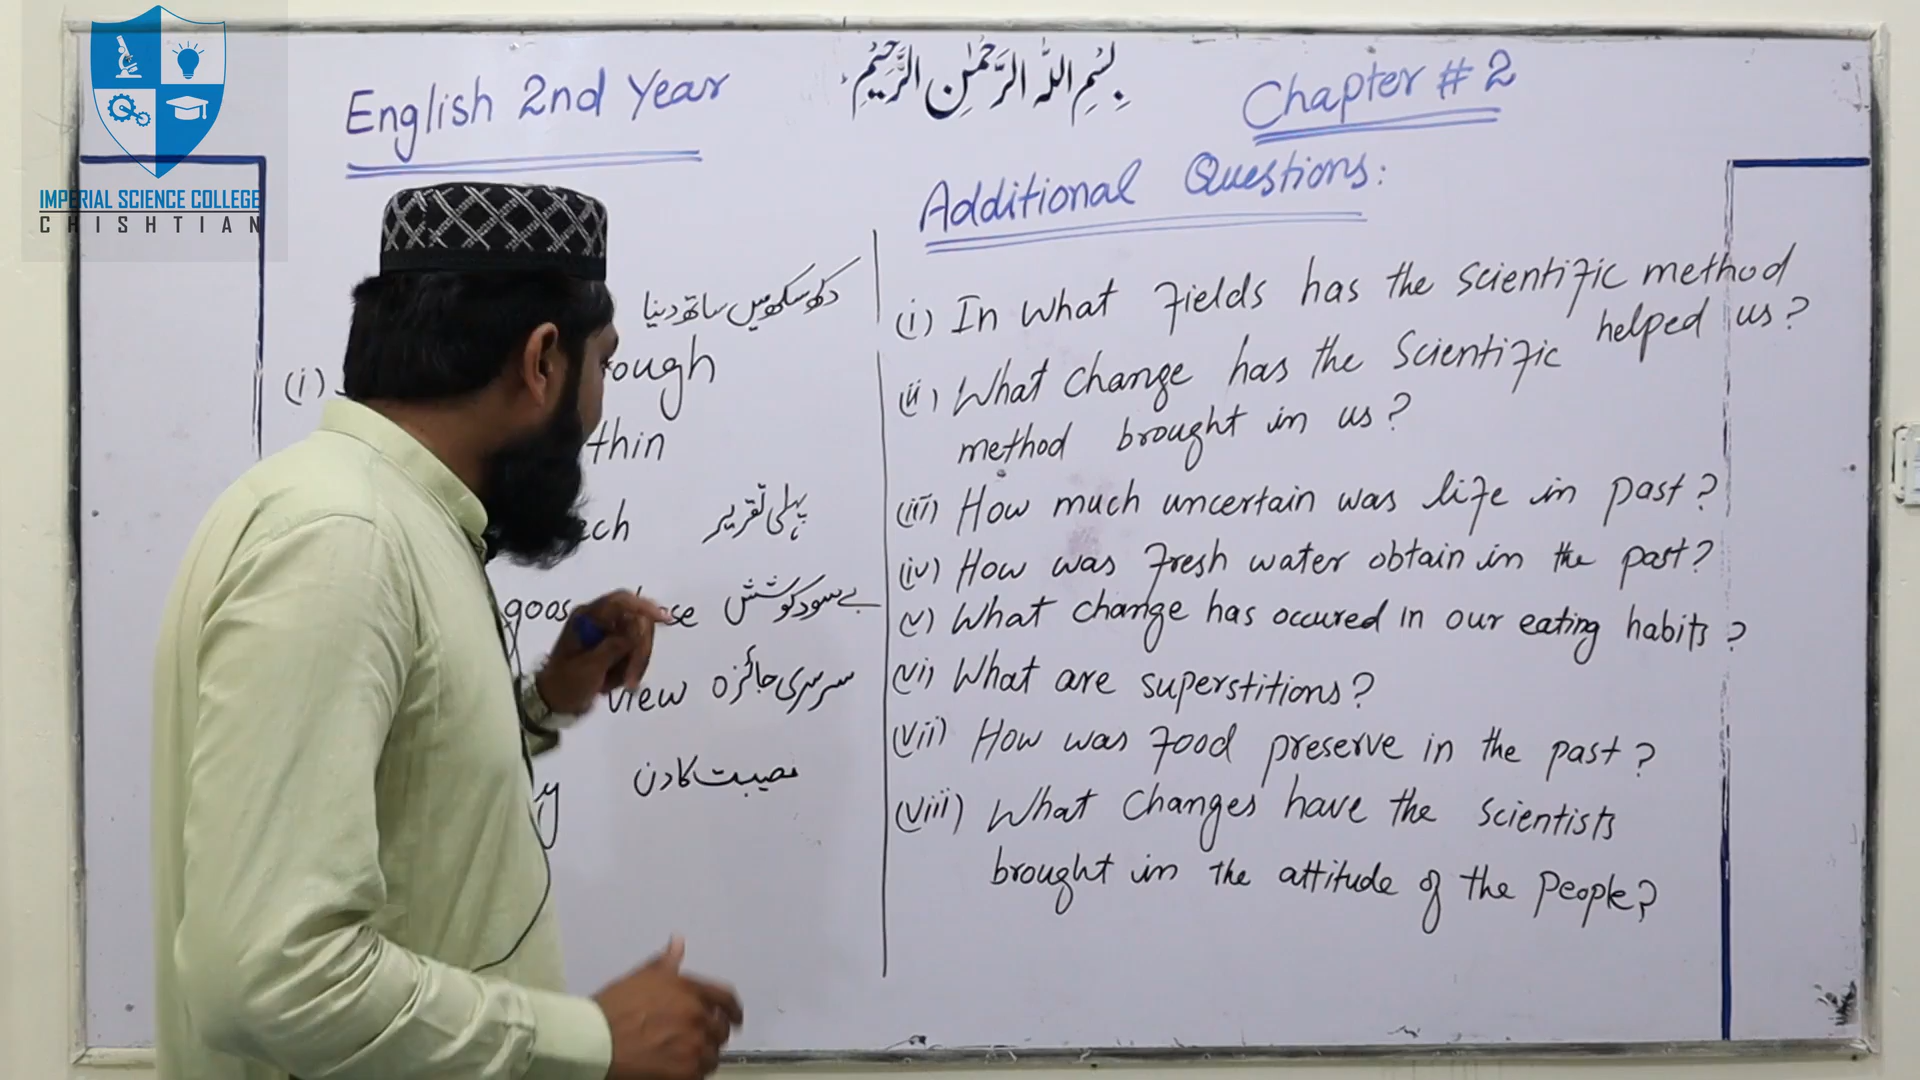 IMPERIAL SCIENCE COLLEGE
CHISHTIAN
English 2nd Year
بِسْمِ اللّٰهِ الرَّحْمٰنِ الرَّحِيْمِ
Chapter # 2
Additional Questions:
دکھ سکھ میں ساتھ دینا
(i)
thin
پہلی تقریر
بے سود کوشش
view سرسری جائزہ
مصیبت کا دن
(i) In what fields has the scientific method
helped us?
(ii) What change has the scientific
method brought in us?
(iii) How much uncertain was life in past?
(iv) How was fresh water obtain in the past?
(v) What change has occured in our eating habits?
(vi) What are superstitions?
(vii) How was food preserve in the past?
(viii) What changes have the scientists
brought in the attitude of the people?